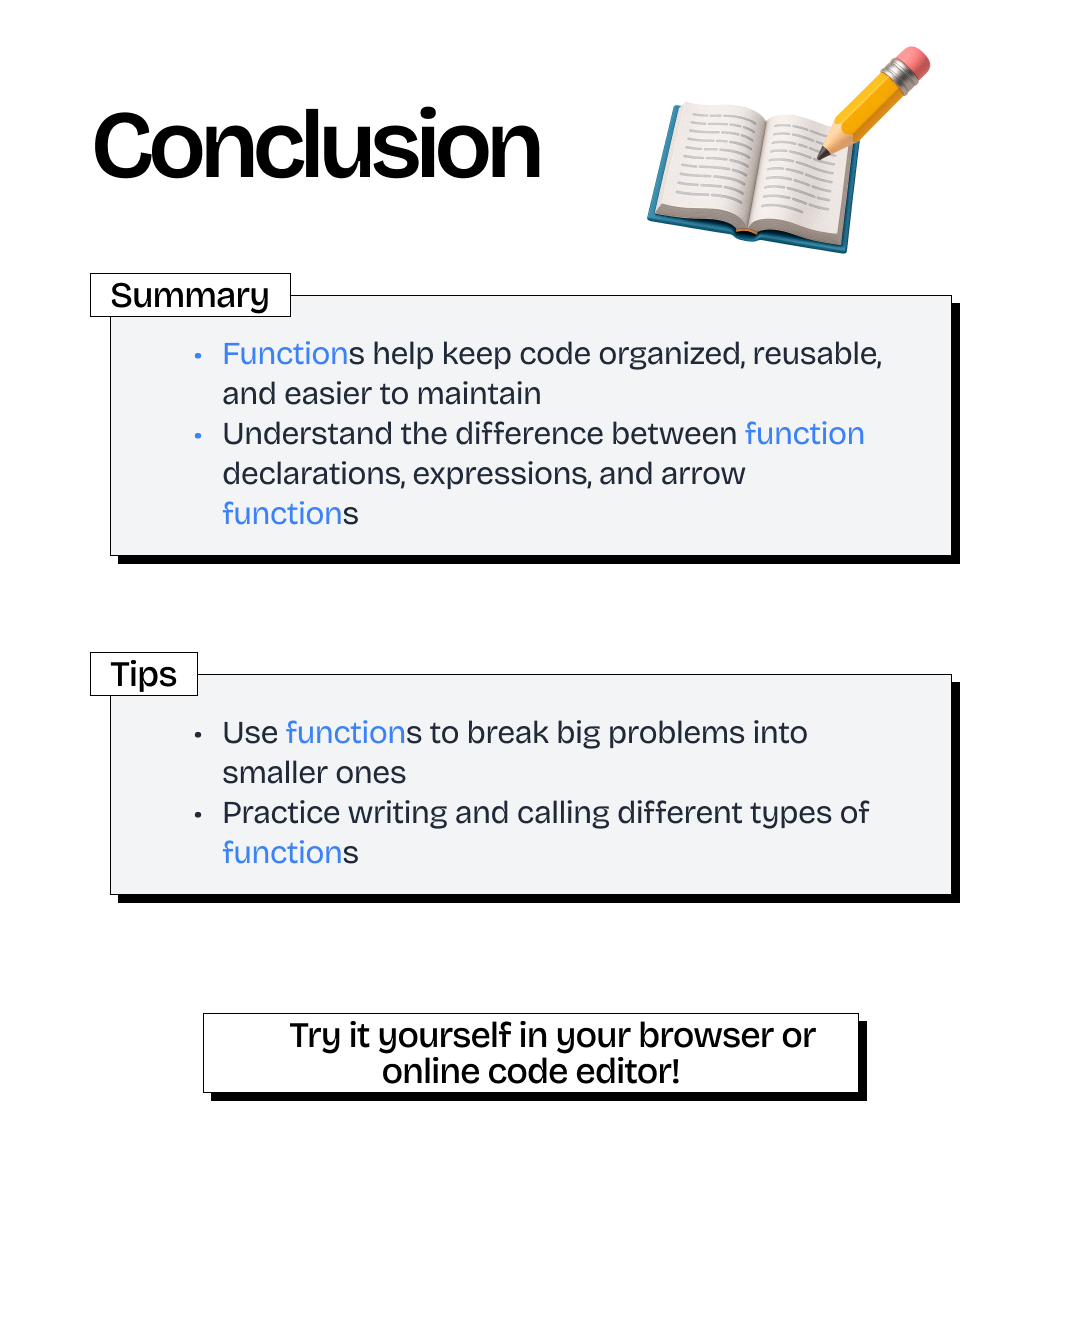 Conclusion
Summary
• Functions help keep code organized, reusable,
and easier to maintain
• Understand the difference between function
declarations, expressions, and arrow
functions
Tips
• Use functions to break big problems into
smaller ones
• Practice writing and calling different types of
functions
Try it yourself in your browser or
online code editor!